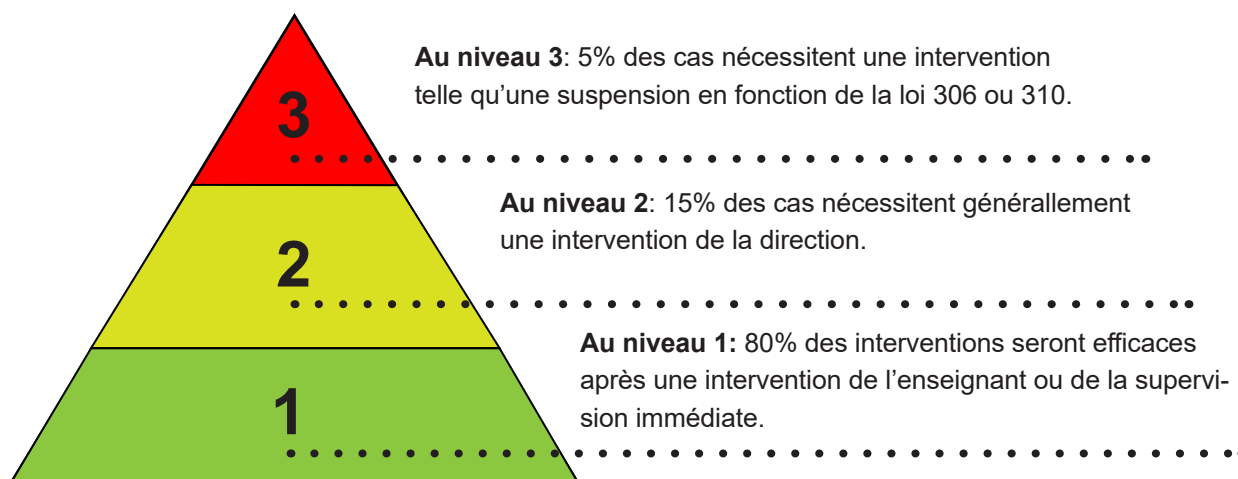 3
Au niveau 3: 5% des cas nécessitent une intervention
telle qu'une suspension en fonction de la loi 306 ou 310.
2
Au niveau 2: 15% des cas nécessitent générallement
une intervention de la direction.
1
Au niveau 1: 80% des interventions seront efficaces
après une intervention de l’enseignant ou de la supervi-
sion immédiate.